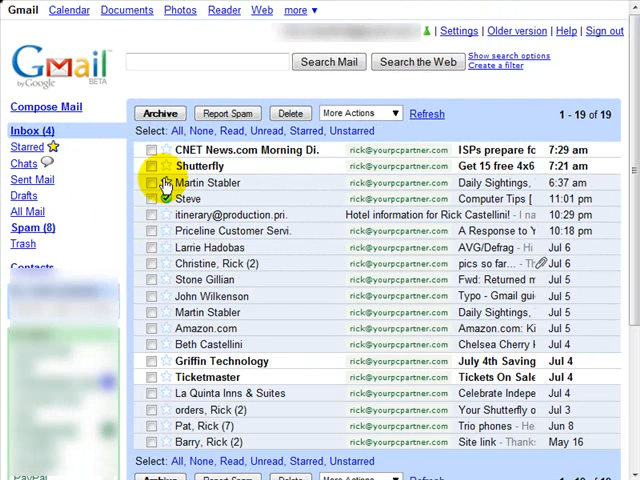 Gmail Calendar Documents Photos Reader Web more ▼
Settings | Older version | Help | Sign out
Gmail
by Google BETA
Search Mail Search the Web Show search options
Create a filter
Compose Mail
Inbox (4)
Starred
Chats
Sent Mail
Drafts
All Mail
Spam (8)
Trash
Contacts
Archive Report Spam Delete More Actions ▼ Refresh 1 - 19 of 19
Select: All, None, Read, Unread, Starred, Unstarred
CNET News.com Morning Di. rick@yourpcpartner.com ISPs prepare fo 7:29 am
Shutterfly rick@yourpcpartner.com Get 15 free 4x6 7:21 am
Martin Stabler rick@yourpcpartner.com Daily Sightings, 6:37 am
Steve rick@yourpcpartner.com Computer Tips [ 11:01 pm
itinerary@production.pri. Hotel information for Rick Castellini! - I na 10:29 pm
Priceline Customer Servi. rick@yourpcpartner.com A Response to Y 10:18 pm
Larrie Hadobas rick@yourpcpartner.com AVG/Defrag - H Jul 6
Christine, Rick (2) rick@yourpcpartner.com pics so far... - T Jul 6
Stone Gillian rick@yourpcpartner.com Fwd: Returned m Jul 5
John Wilkenson rick@yourpcpartner.com Typo - Gmail guid Jul 5
Martin Stabler rick@yourpcpartner.com Daily Sightings, Jul 5
Amazon.com rick@yourpcpartner.com Amazon.com: K Jul 5
Beth Castellini rick@yourpcpartner.com Chelsea Cherry F Jul 4
Griffin Technology rick@yourpcpartner.com July 4th Saving Jul 4
Ticketmaster rick@yourpcpartner.com Tickets On Sale Jul 4
La Quinta Inns & Suites rick@yourpcpartner.com Celebrate Indepe Jul 4
orders, Rick (2) rick@yourpcpartner.com Your Shutterfly o Jul 3
Pat, Rick (7) rick@yourpcpartner.com Trio phones - He Jul 3
Barry, Rick (2) rick@yourpcpartner.com Site link - Thanks May 16
Select: All, None, Read, Unread, Starred, Unstarred